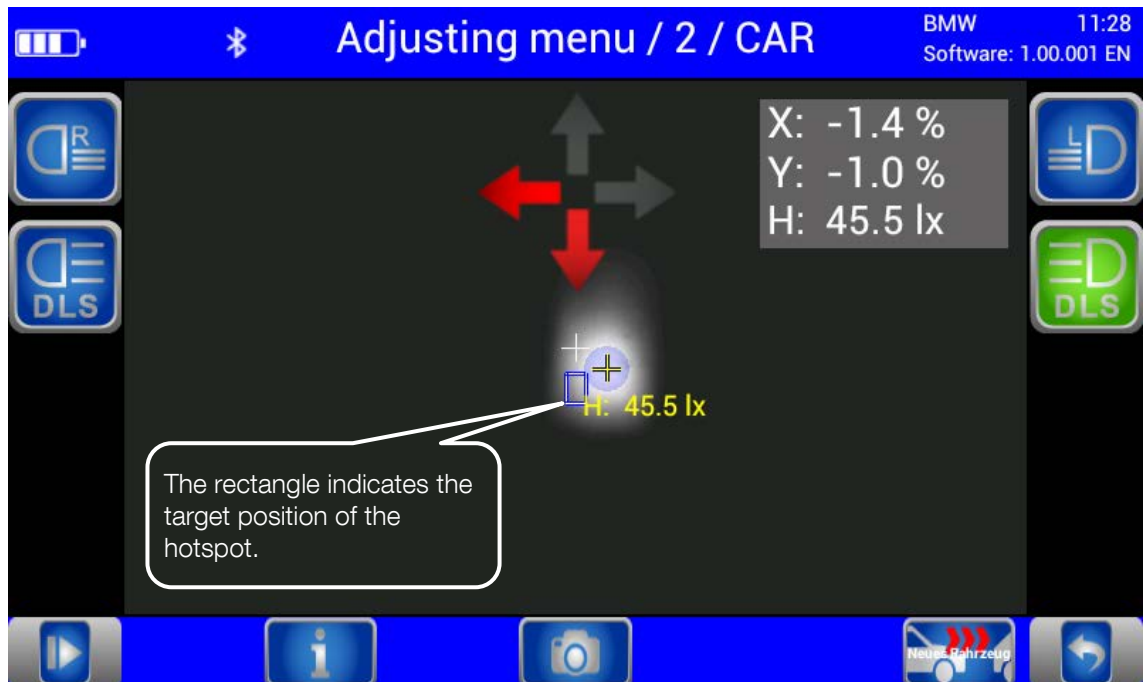 Adjusting menu / 2 / CAR
BMW 11:28
Software: 1.00.001 EN
R
L
DLS
DLS
X: -1.4 %
Y: -1.0 %
H: 45.5 lx
H: 45.5 lx
The rectangle indicates the
target position of the
hotspot.
i
Neues Fahrzeug